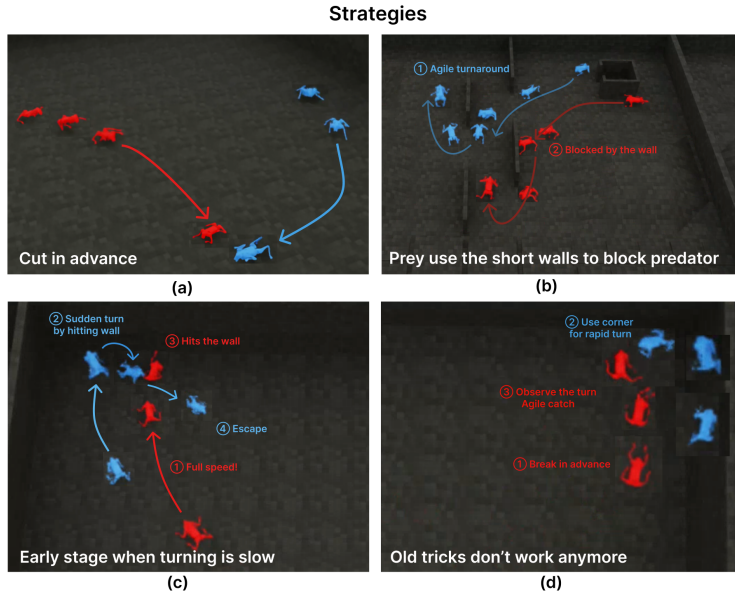 Strategies
① Agile turnaround
② Blocked by the wall
Cut in advance
Prey use the short walls to block predator
(a)
(b)
② Sudden turn
by hitting wall
③ Hits the wall
④ Escape
① Full speed!
Early stage when turning is slow
② Use corner
for rapid turn
③ Observe the turn
Agile catch
① Break in advance
Old tricks don’t work anymore
(c)
(d)